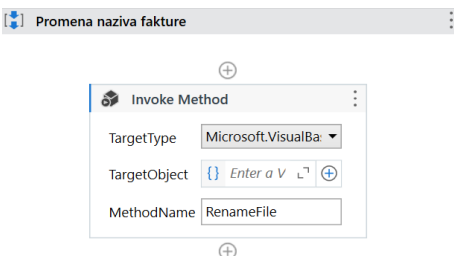 Promena naziva fakture
Invoke Method
TargetType Microsoft.VisualBa:
TargetObject {} Enter a V
MethodName RenameFile